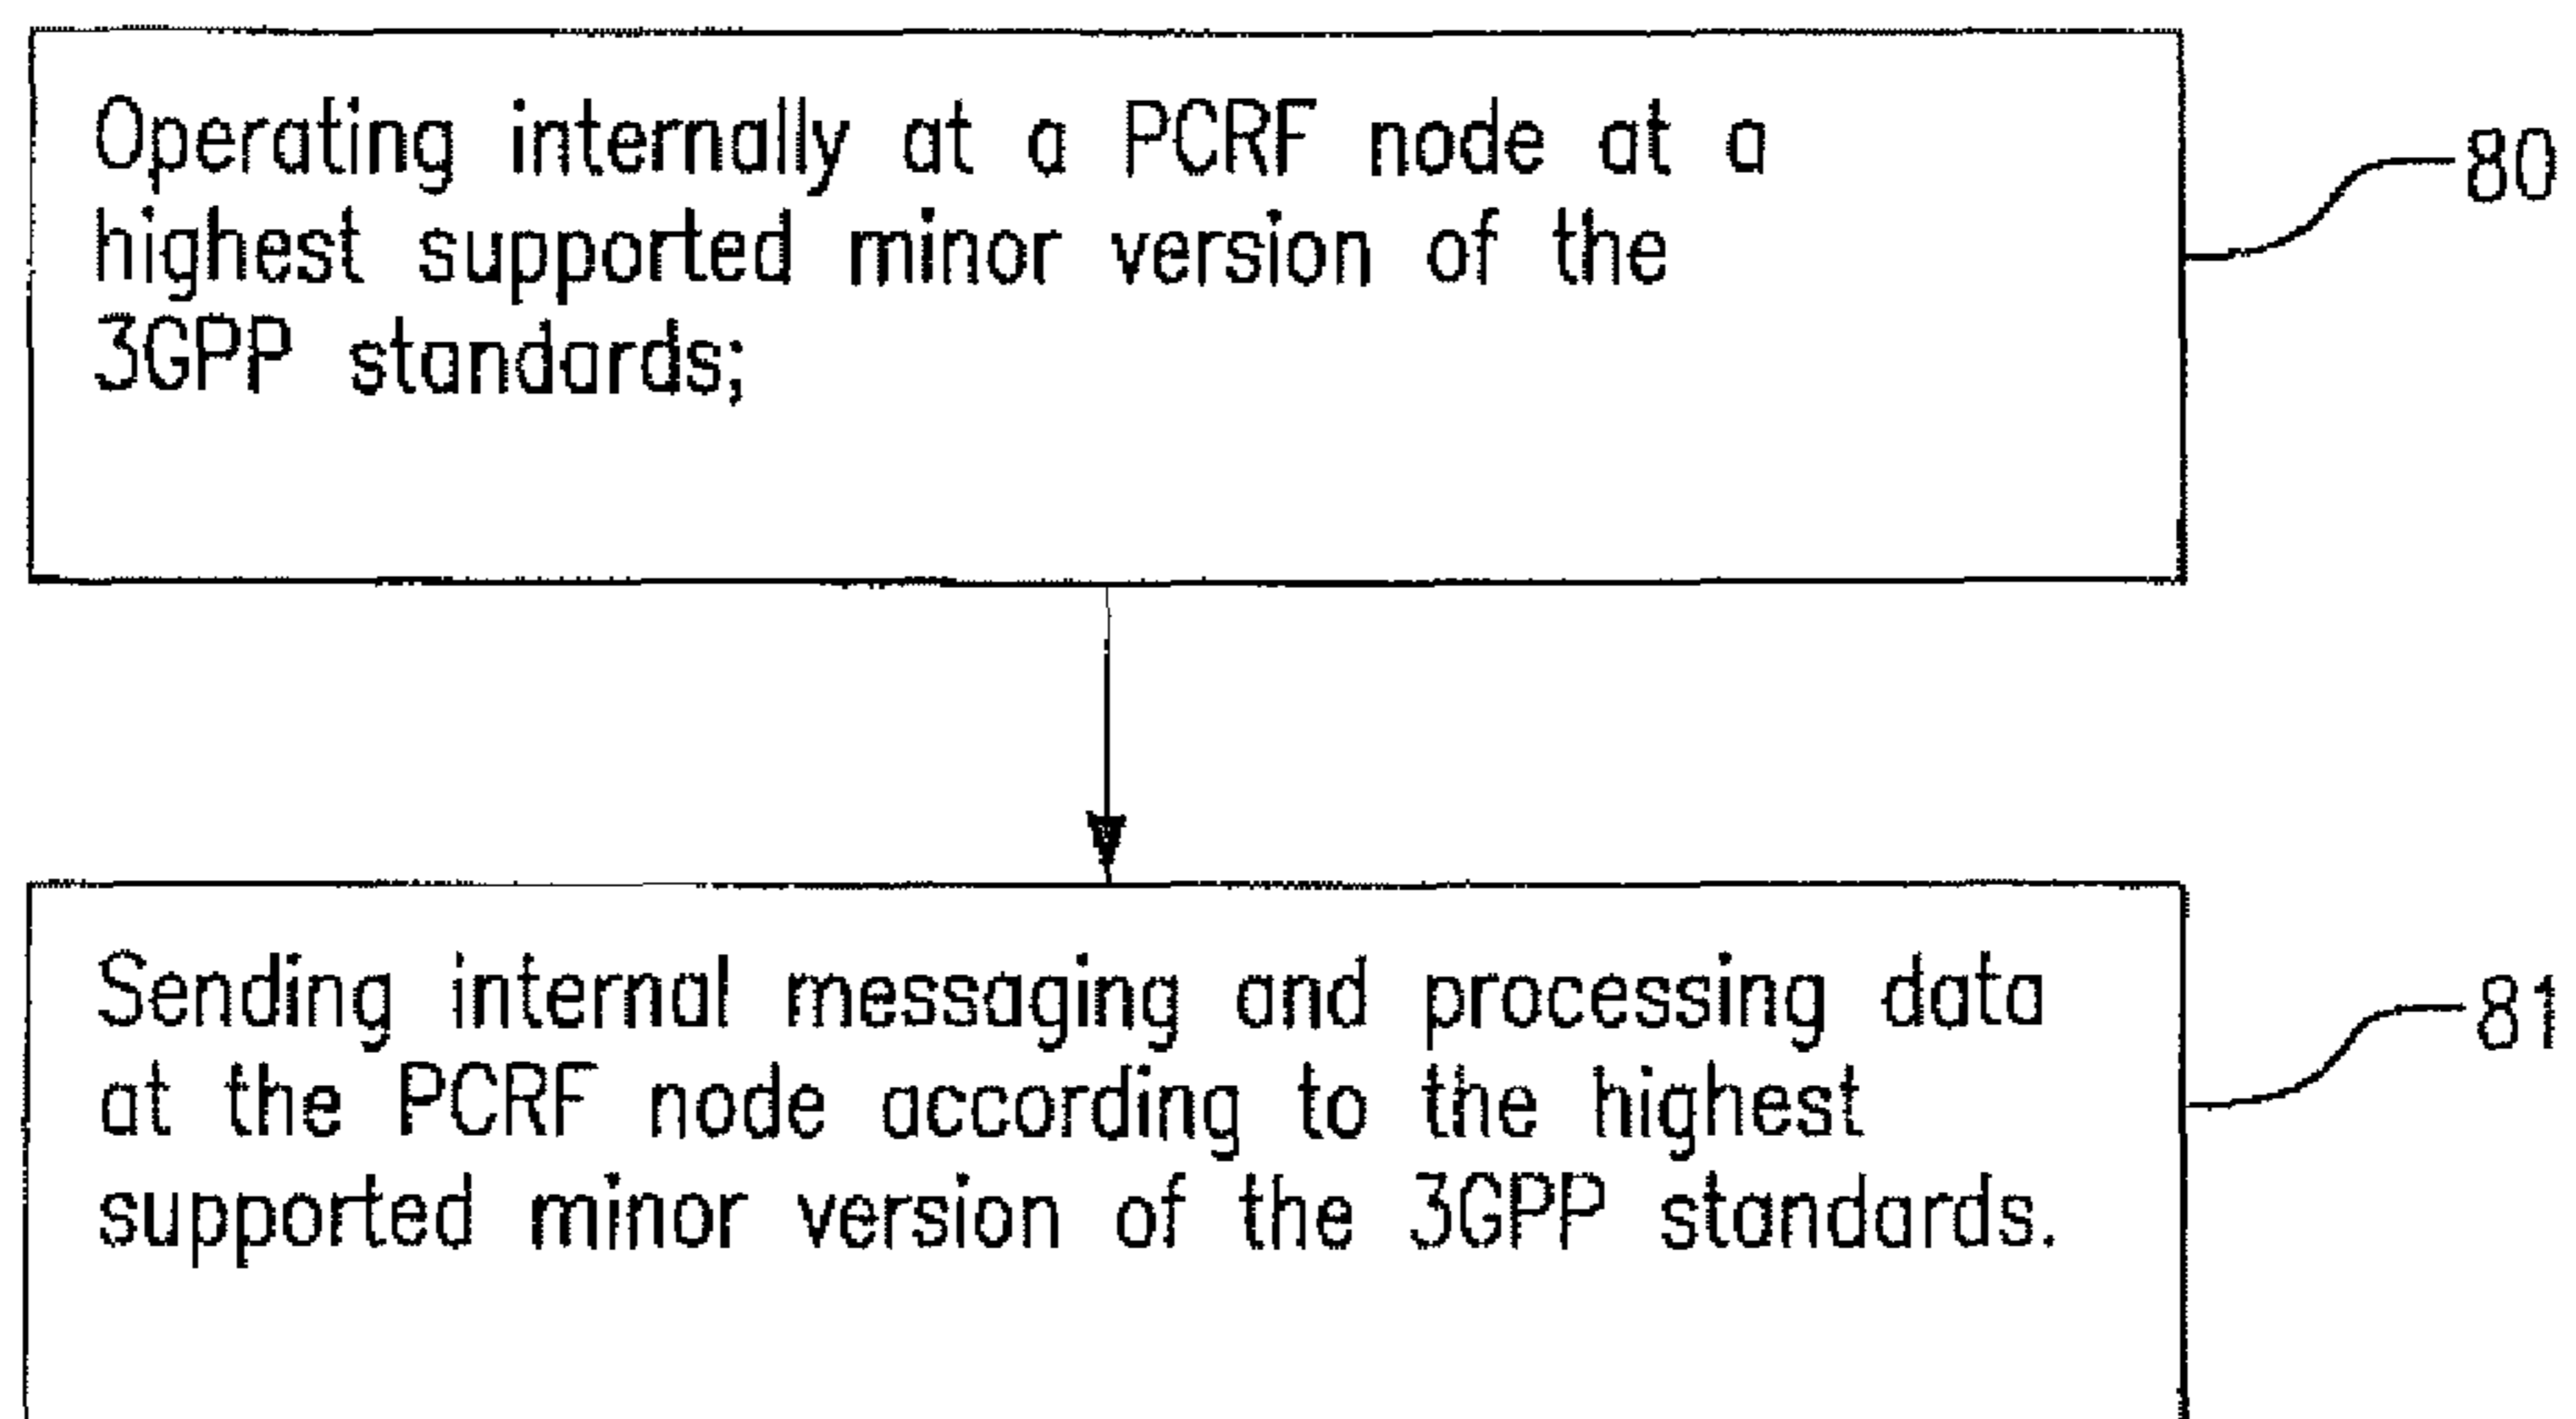 Operating internally at a PCRF node at a
highest supported minor version of the
3GPP standards;
80
Sending internal messaging and processing data
at the PCRF node according to the highest
supported minor version of the 3GPP standards.
81